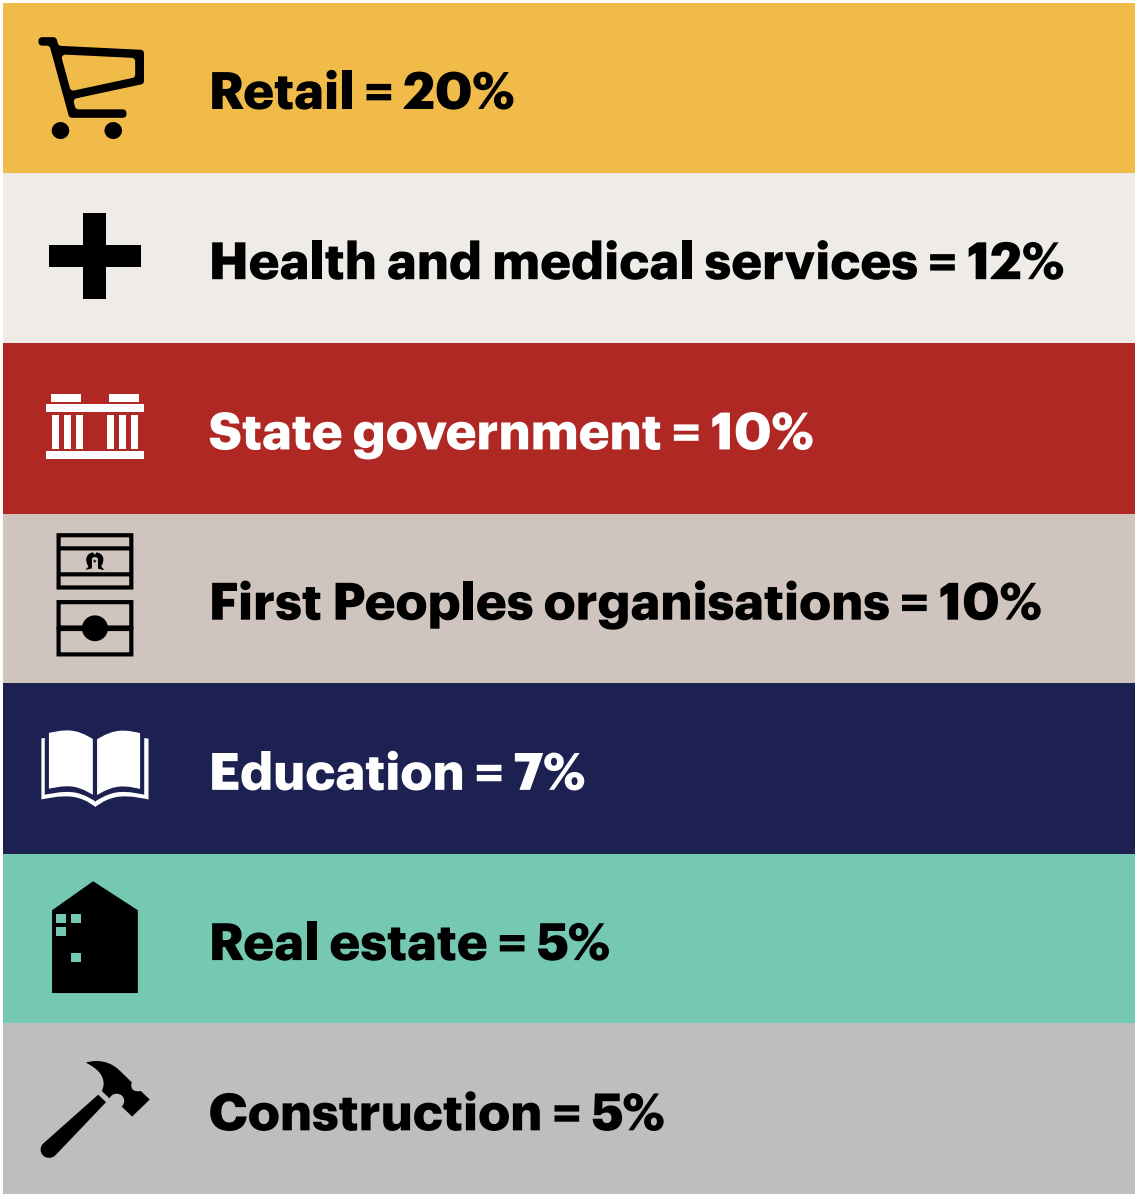 Retail = 20%
Health and medical services = 12%
State government = 10%
First Peoples organisations = 10%
Education = 7%
Real estate = 5%
Construction = 5%